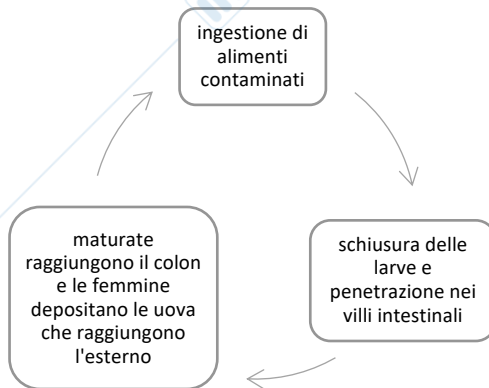 ingestione di
alimenti
contaminati
schiusura delle
larve e
penetrazione nei
villi intestinali
maturate
raggiungono il colon
e le femmine
depositano le uova
che raggiungono
l'esterno